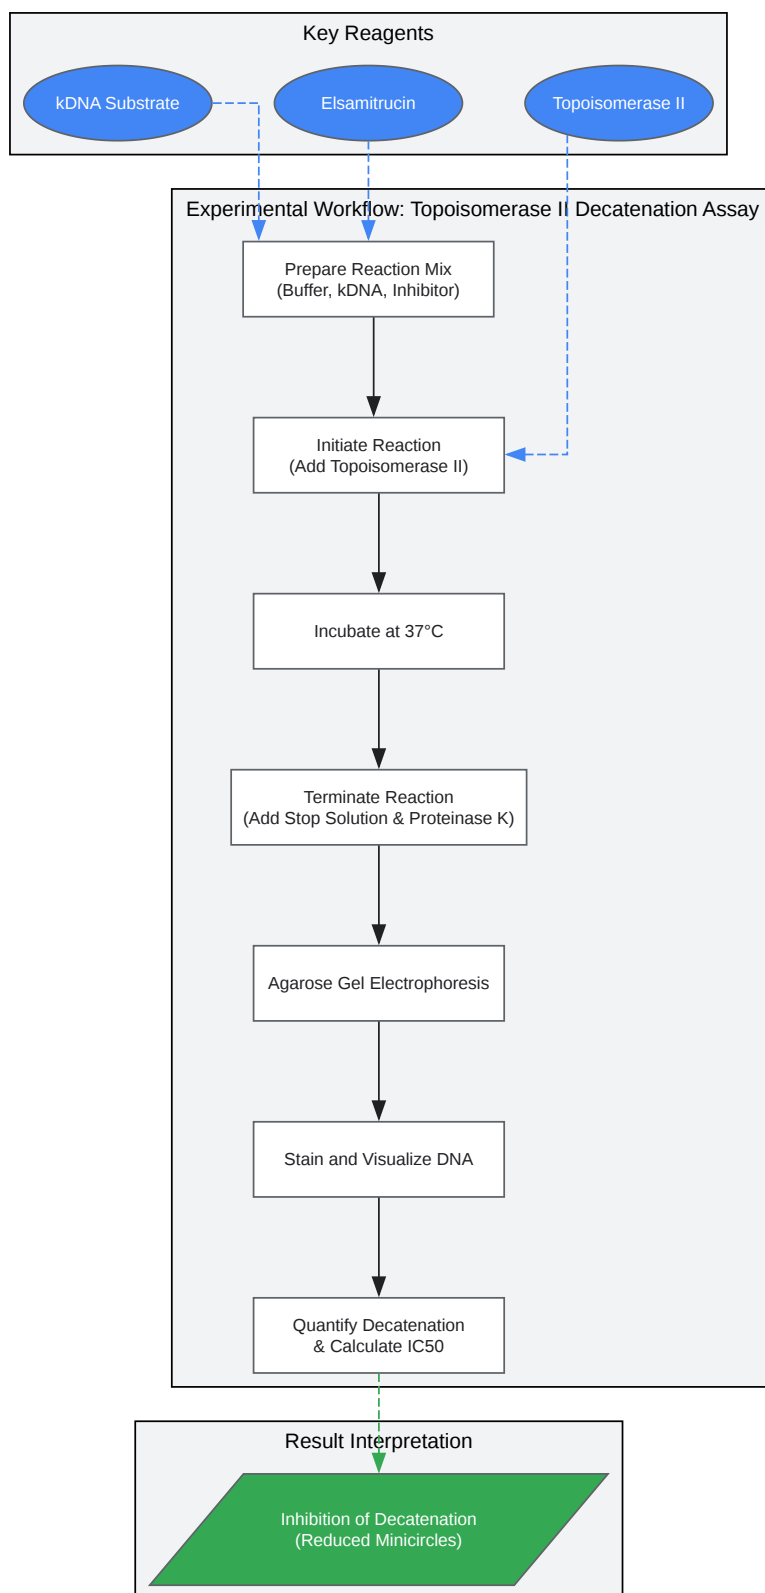 Key Reagents
kDNA Substrate
Elsamitrucin
Topoisomerase II
Experimental Workflow: Topoisomerase II Decatenation Assay
Prepare Reaction Mix
(Buffer, kDNA, Inhibitor)
Initiate Reaction
(Add Topoisomerase II)
Incubate at 37°C
Terminate Reaction
(Add Stop Solution & Proteinase K)
Agarose Gel Electrophoresis
Stain and Visualize DNA
Quantify Decatenation
& Calculate IC50
Result Interpretation
Inhibition of Decatenation
(Reduced Minicircles)